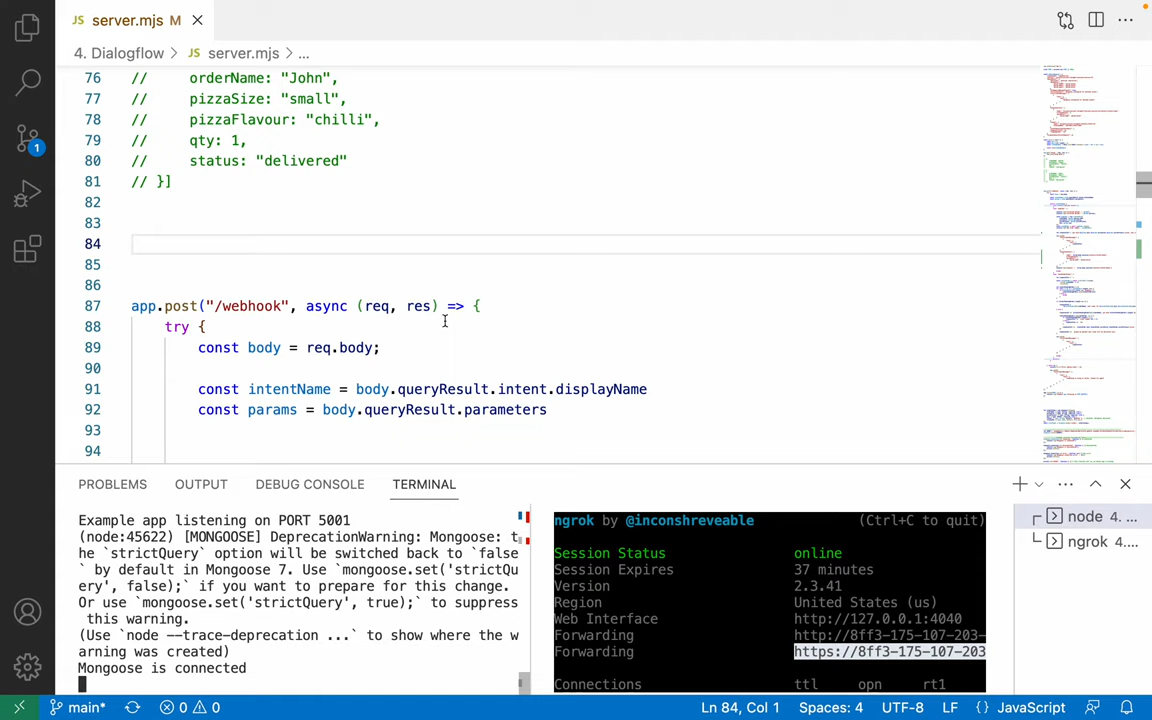 JS server.mjs M
4. Dialogflow > JS server.mjs > ...
76 // orderName: "John",
77 // pizzaSize: "small",
78 // pizzaFlavour: "chilli",
79 // qty: 1,
80 // status: "delivered"
81 // }]
82
83
84
85
86
87 app.post("/webhook", async (req, res) => {
88 try {
89 const body = req.body;
90
91 const intentName = body.queryResult.intent.displayName
92 const params = body.queryResult.parameters
93
94
1
PROBLEMS OUTPUT DEBUG CONSOLE TERMINAL
Example app listening on PORT 5001
(node:45622) [MONGOOSE] DeprecationWarning: Mongoose: t
he `strictQuery` option will be switched back to `false
` by default in Mongoose 7. Use `mongoose.set('strictQu
ery', false);` if you want to prepare for this change.
Or use `mongoose.set('strictQuery', true);` to suppress
this warning.
(Use `node --trace-deprecation ...` to show where the w
arning was created)
Mongoose is connected
ngrok by @inconshreveable (Ctrl+C to quit)
Session Status online
Session Expires 37 minutes
Version 2.3.41
Region United States (us)
Web Interface http://127.0.0.1:4040
Forwarding http://8ff3-175-107-203-
Forwarding https://8ff3-175-107-203
Connections ttl opn rt1
node 4. ...
ngrok 4....
main* 0 0 Ln 84, Col 1 Spaces: 4 UTF-8 LF {} JavaScript